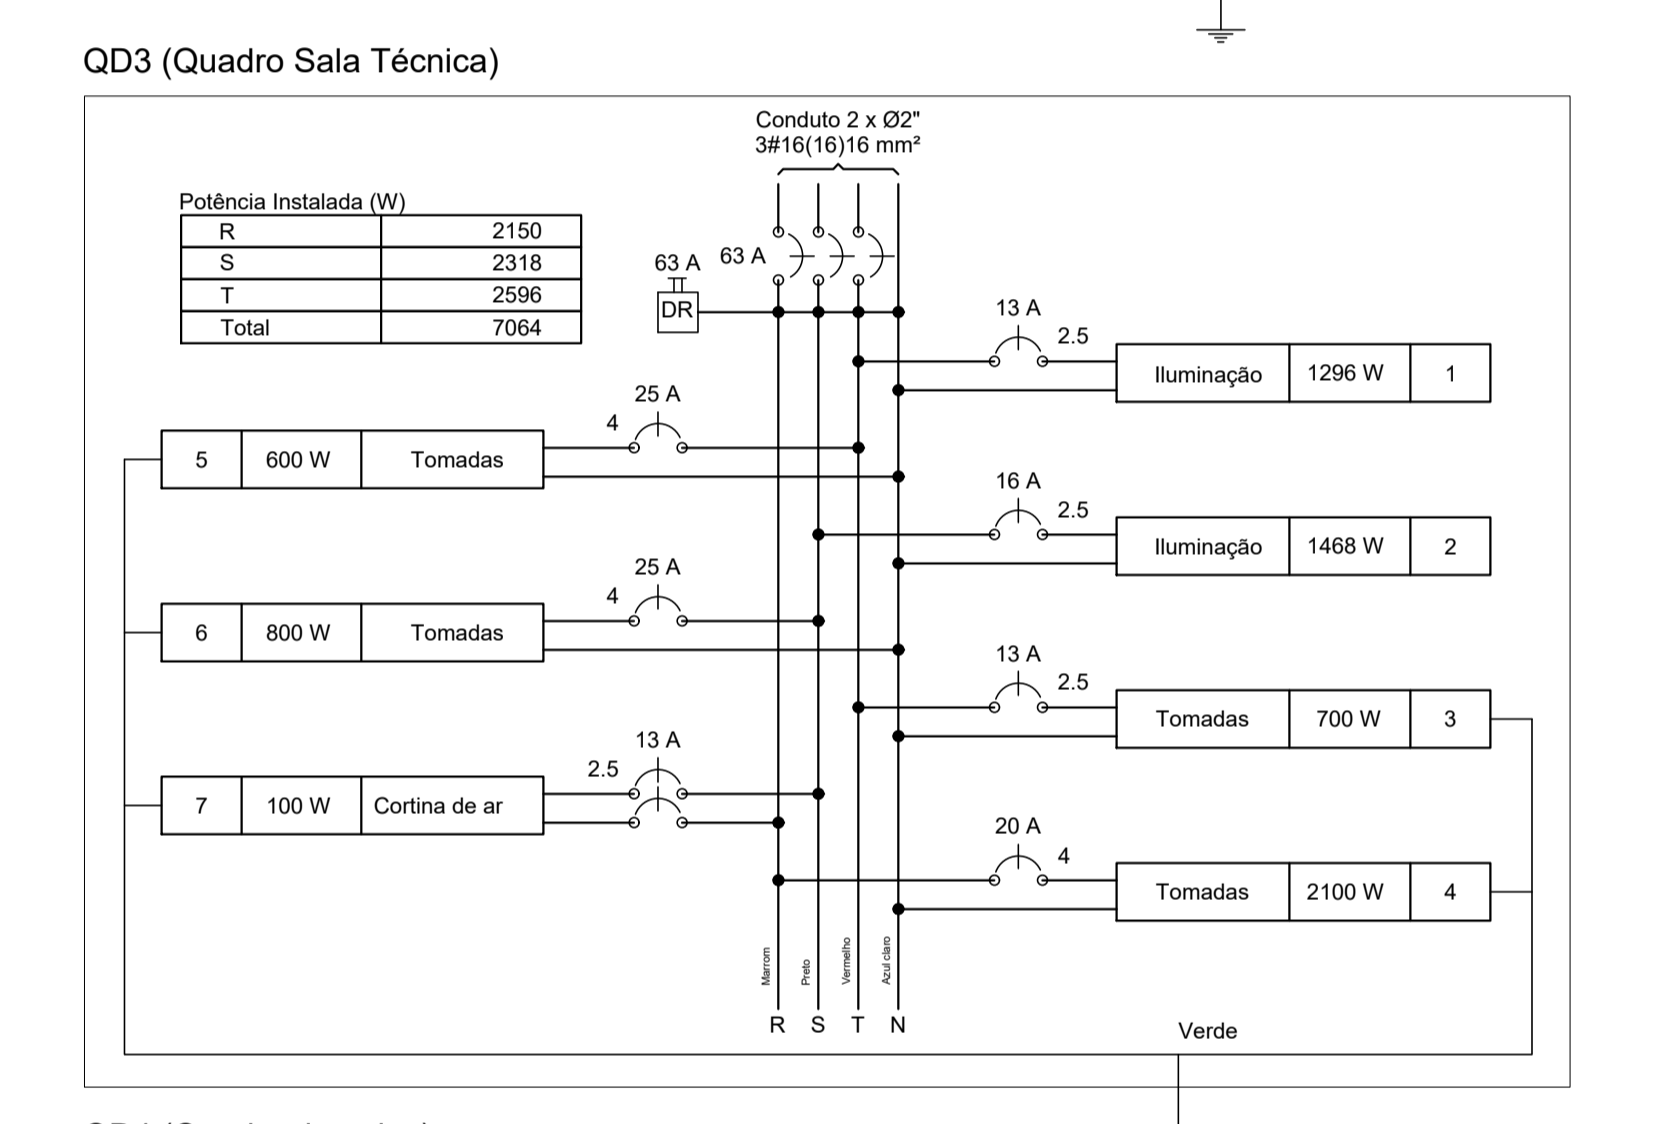 QD3 (Quadro Sala Técnica)
Conduto 2 x Ø2"
3#16(16)16 mm²
Potência Instalada (W)
R 2150
S 2318
T 2596
Total 7064
63 A
63 A
DR
13 A
2.5
Iluminação 1296 W 1
25 A
4
5 600 W Tomadas
16 A
2.5
Iluminação 1468 W 2
25 A
4
6 800 W Tomadas
13 A
2.5
Tomadas 700 W 3
13 A
2.5
7 100 W Cortina de ar
20 A
4
Tomadas 2100 W 4
Marrom
Preto
Vermelho
Azul claro
R S T N
Verde